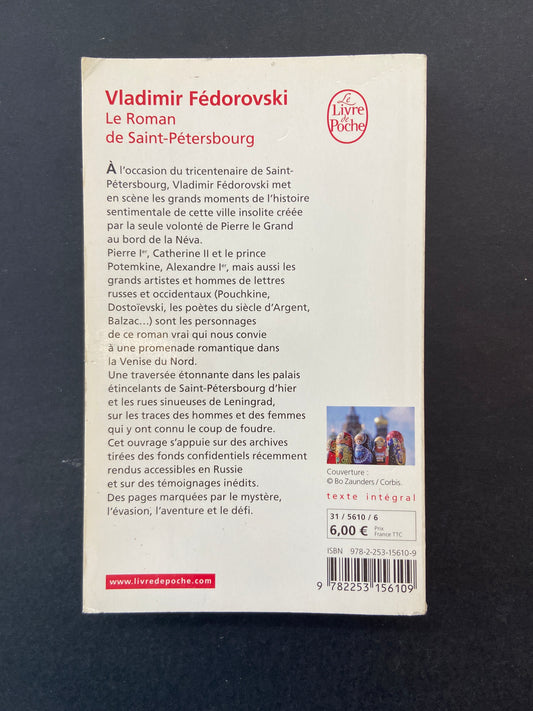 Vladimir Fédorovski
Le Roman
de Saint-Pétersbourg
Le
Livre
de
Poche
À l'occasion du tricentenaire de Saint-
Pétersbourg, Vladimir Fédorovski met
en scène les grands moments de l'histoire
sentimentale de cette ville insolite créée
par la seule volonté de Pierre le Grand
au bord de la Néva.
Pierre Ier, Catherine II et le prince
Potemkine, Alexandre Ier, mais aussi les
grands artistes et hommes de lettres
russes et occidentaux (Pouchkine,
Dostoïevski, les poètes du siècle d'Argent,
Balzac...) sont les personnages
de ce roman vrai qui nous convie
à une promenade romantique dans
la Venise du Nord.
Une traversée étonnante dans les palais
étincelants de Saint-Pétersbourg d'hier
et les rues sinueuses de Leningrad,
sur les traces des hommes et des femmes
qui y ont connu le coup de foudre.
Cet ouvrage s'appuie sur des archives
tirées des fonds confidentiels récemment
rendus accessibles en Russie
et sur des témoignages inédits.
Des pages marquées par le mystère,
l'évasion, l'aventure et le défi.
Couverture :
© Bo Zaunders / Corbis.
texte intégral
31 / 5610 / 6
6,00 € Prix
France TTC
ISBN 978-2-253-15610-9
9 782253 156109
www.livredepoche.com